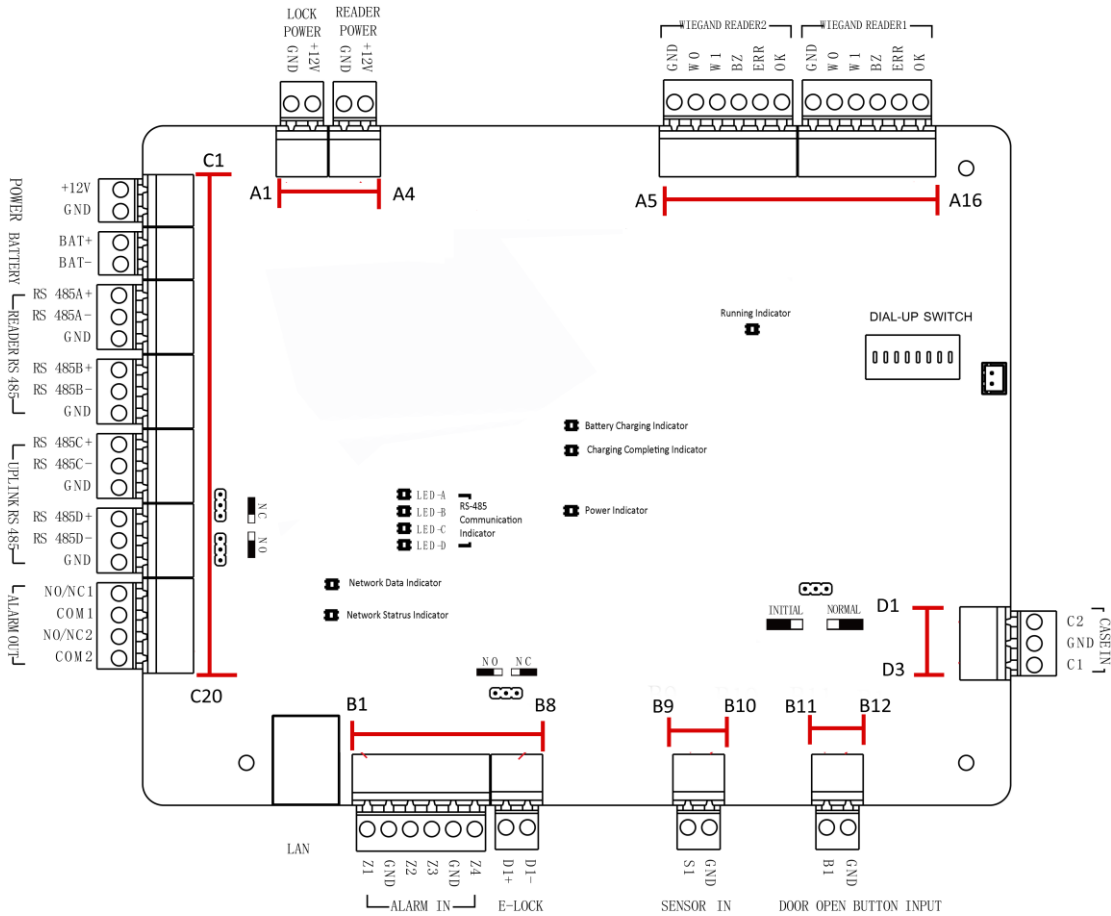 LOCK POWER
READER POWER
GND
+12V
GND
+12V
WIEGAND READER2
WIEGAND READER1
GND
W0
W1
BZ
ERR
OK
GND
W0
W1
BZ
ERR
OK
C1
A1
A4
A5
A16
POWER
+12V
GND
BATTERY
BAT+
BAT-
READER RS 485
RS 485A+
RS 485A-
GND
RS 485B+
RS 485B-
GND
UPLINK RS 485
RS 485C+
RS 485C-
GND
RS 485D+
RS 485D-
GND
ALARM OUT
NO/NC1
COM1
NO/NC2
COM2
C20
NC
NO
Running Indicator
DIAL-UP SWITCH
Battery Charging Indicator
Charging Completing Indicator
Power Indicator
LED-A
LED-B
LED-C
LED-D
RS-485
Communication
Indicator
Network Data Indicator
Network Statrus Indicator
INITIAL
NORMAL
D1
D3
C2
GND
C1
CASE IN
NO
NC
B1
B8
B9
B10
B11
B12
LAN
Z1
GND
Z2
Z3
GND
Z4
D1+
D1-
S1
GND
B1
GND
ALARM IN
E-LOCK
SENSOR IN
DOOR OPEN BUTTON INPUT